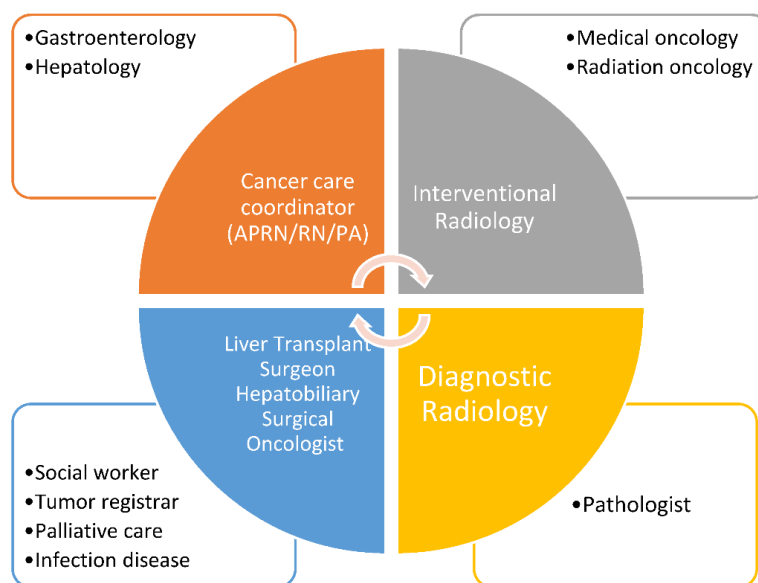 •Gastroenterology
•Hepatology
•Medical oncology
•Radiation oncology
Cancer care
coordinator
(APRN/RN/PA)
Interventional
Radiology
Liver Transplant
Surgeon
Hepatobiliary
Surgical
Oncologist
Diagnostic
Radiology
•Social worker
•Tumor registrar
•Palliative care
•Infection disease
•Pathologist